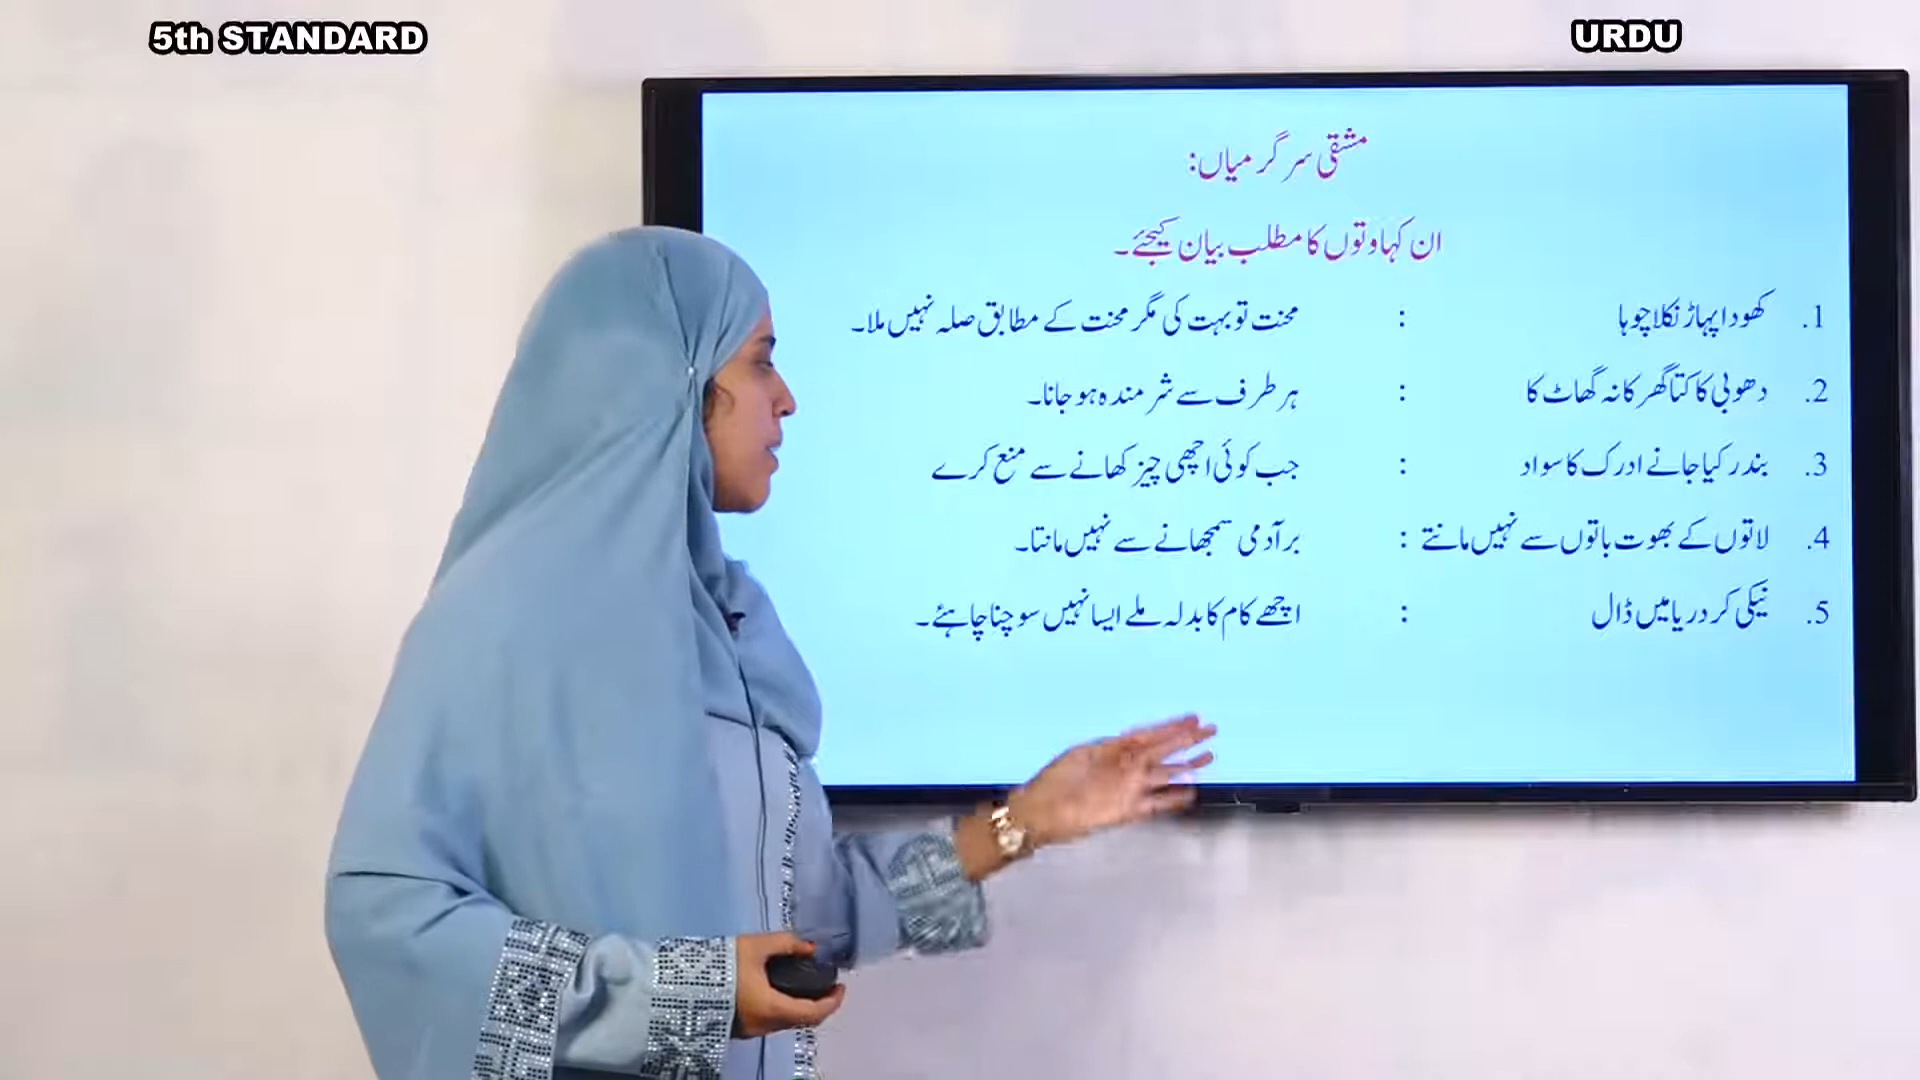 5th STANDARD
URDU
مشقی سرگرمیاں:
ان کہاوتوں کا مطلب بیان کیجئے۔
1. کھودا پہاڑ نکلا چوہا : محنت تو بہت کی مگر محنت کے مطابق صلہ نہیں ملا۔
2. دھوبی کا کتا گھر کا نہ گھاٹ کا : ہر طرف سے شرمندہ ہو جانا۔
3. بندر کیا جانے ادرک کا سواد : جب کوئی اچھی چیز کھانے سے منع کرے
4. لاتوں کے بھوت باتوں سے نہیں مانتے : بر آدمی سمجھانے سے نہیں مانتا۔
5. نیکی کر دریا میں ڈال : اچھے کام کا بدلہ ملے ایسا نہیں سوچنا چاہئے۔